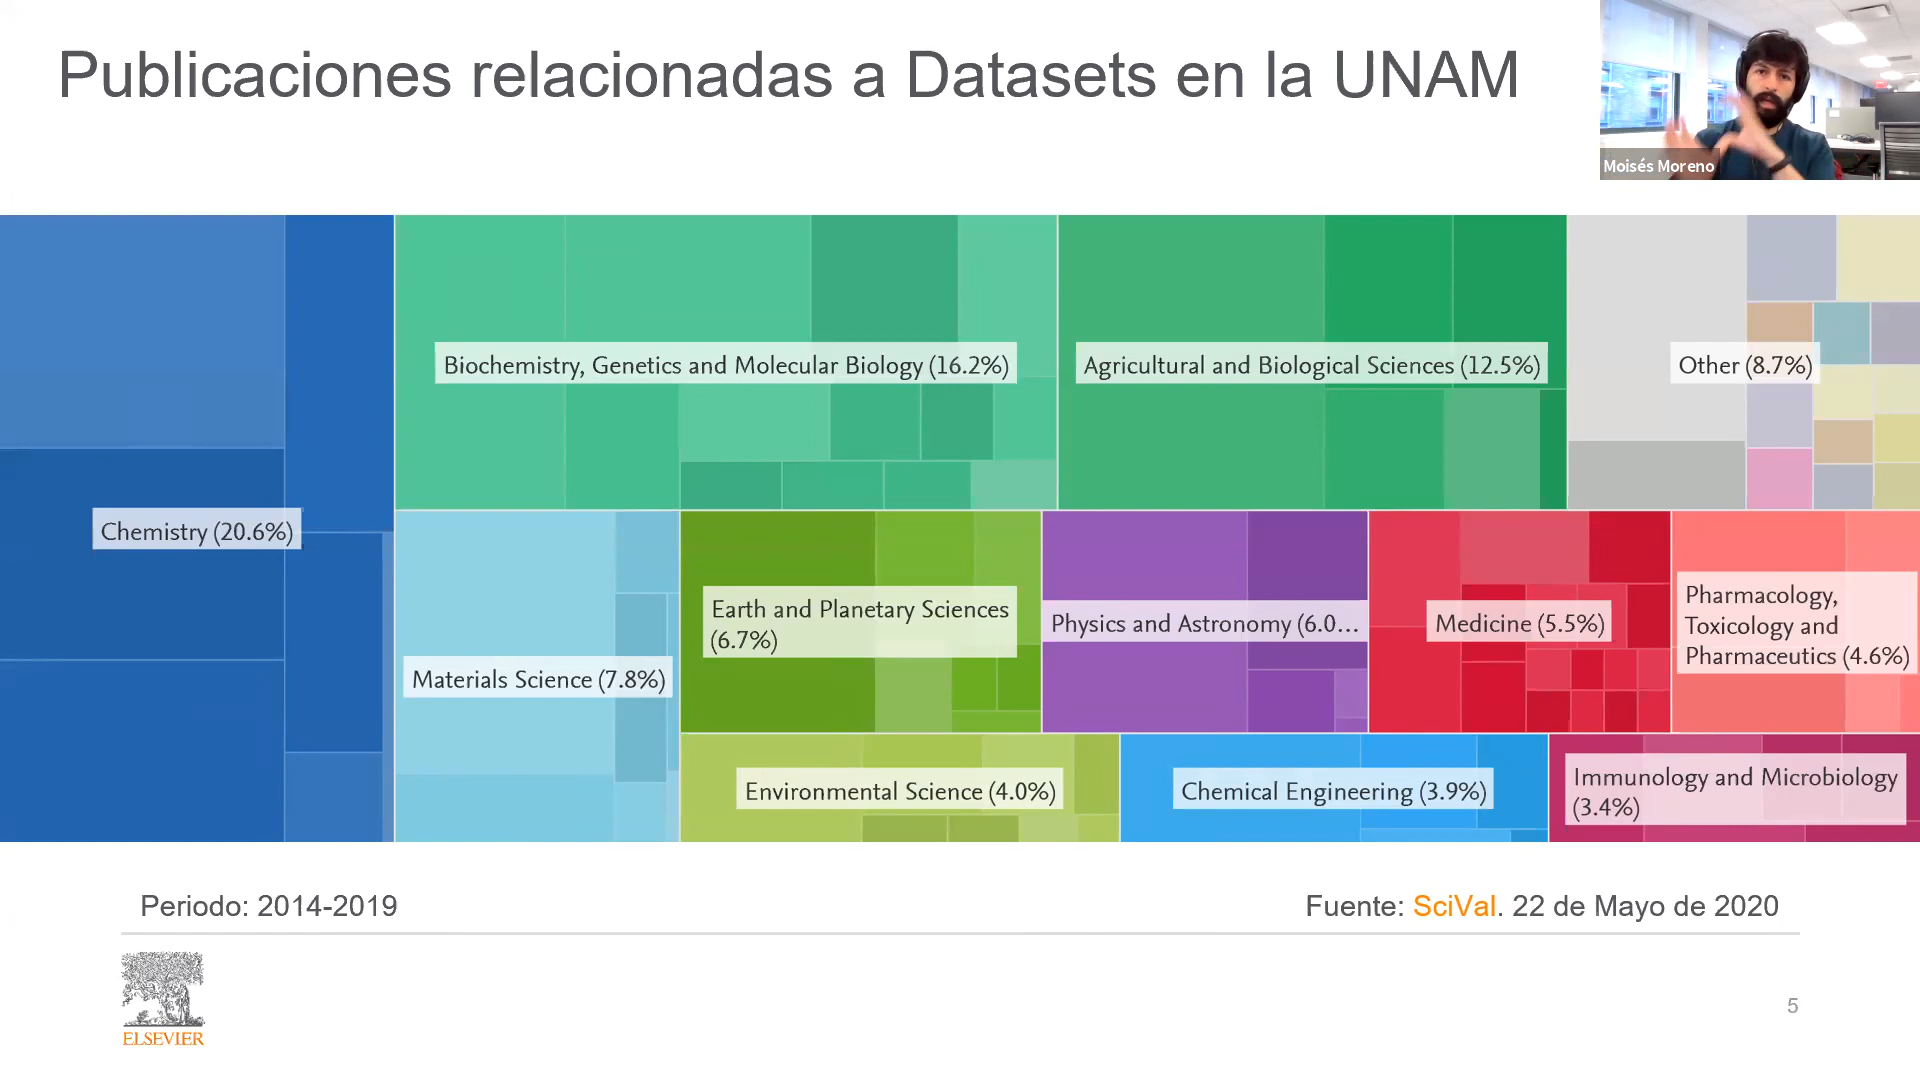 Publicaciones relacionadas a Datasets en la UNAM
Moisés Moreno
Biochemistry, Genetics and Molecular Biology (16.2%)
Agricultural and Biological Sciences (12.5%)
Other (8.7%)
Chemistry (20.6%)
Materials Science (7.8%)
Earth and Planetary Sciences
(6.7%)
Physics and Astronomy (6.0...
Medicine (5.5%)
Pharmacology,
Toxicology and
Pharmaceutics (4.6%)
Environmental Science (4.0%)
Chemical Engineering (3.9%)
Immunology and Microbiology
(3.4%)
Periodo: 2014-2019
Fuente: SciVal. 22 de Mayo de 2020
ELSEVIER
5